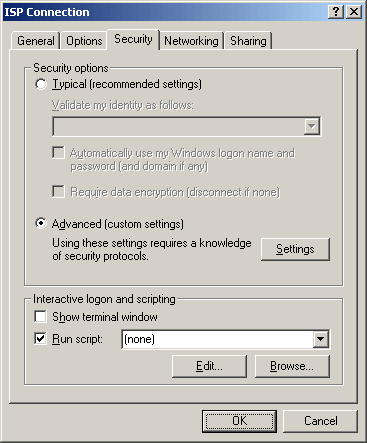 ISP Connection
General Options Security Networking Sharing
Security options
Typical (recommended settings)
Validate my identity as follows:
Automatically use my Windows logon name and
password (and domain if any)
Require data encryption (disconnect if none)
Advanced (custom settings)
Using these settings requires a knowledge
of security protocols.
Settings
Interactive logon and scripting
Show terminal window
Run script: (none)
Edit... Browse...
OK Cancel